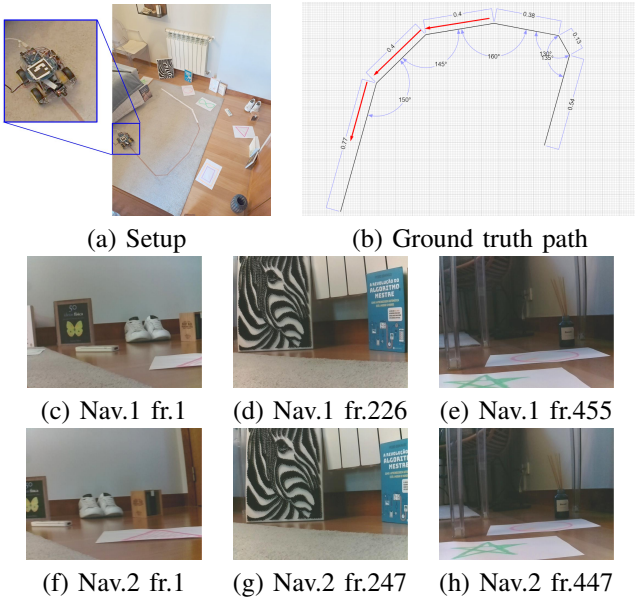 0.4
0.38
0.4
0.13
145°
160°
130°
135°
150°
0.54
0.77
(a) Setup
(b) Ground truth path
A REVOLUÇÃO DO
ALGORITMO
MESTRE
(c) Nav.1 fr.1
(d) Nav.1 fr.226
(e) Nav.1 fr.455
A REVOLUÇÃO DO
ALGORITMO
MESTRE
(f) Nav.2 fr.1
(g) Nav.2 fr.247
(h) Nav.2 fr.447